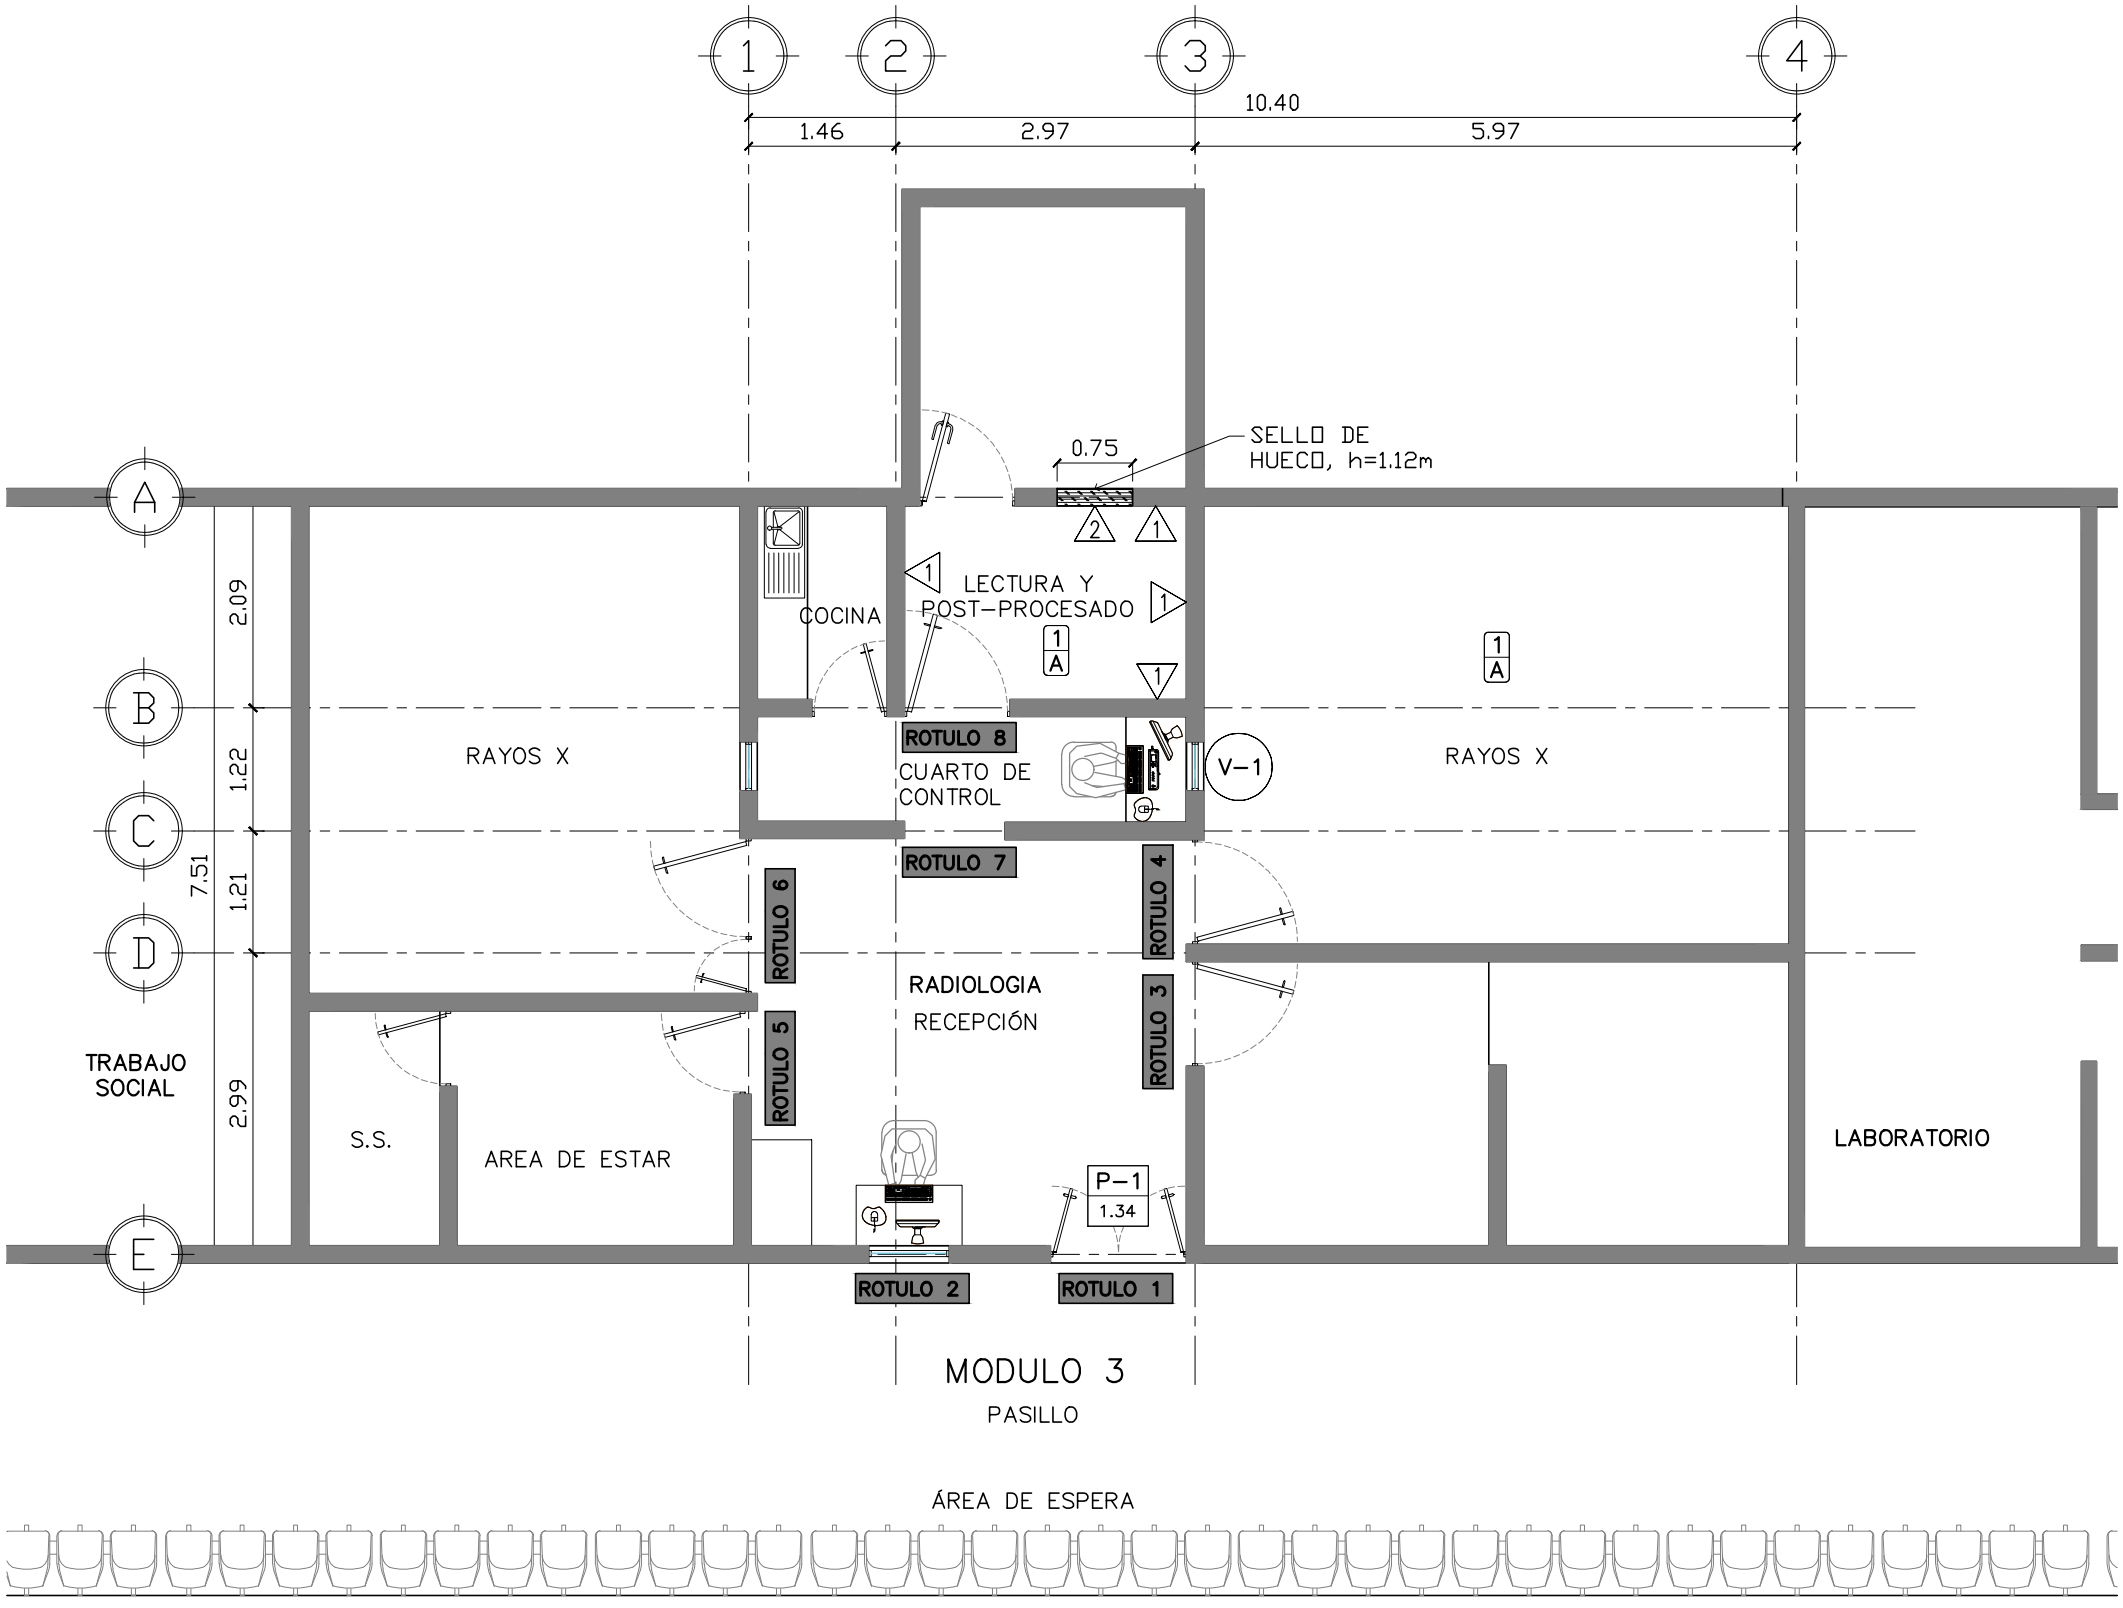 1
2
3
4
10.40
1.46
2.97
5.97
SELLO DE
HUECO, h=1.12m
0.75
A
2
1
1
LECTURA Y
POST-PROCESADO
1
2.09
COCINA
1
A
1
A
1
B
ROTULO 8
RAYOS X
CUARTO DE
CONTROL
V-1
RAYOS X
1.22
C
ROTULO 7
7.51
1.21
ROTULO 6
ROTULO 4
D
RADIOLOGIA
RECEPCIÓN
ROTULO 5
ROTULO 3
TRABAJO
SOCIAL
2.99
S.S.
AREA DE ESTAR
LABORATORIO
P-1
1.34
E
ROTULO 2
ROTULO 1
MODULO 3
PASILLO
ÁREA DE ESPERA